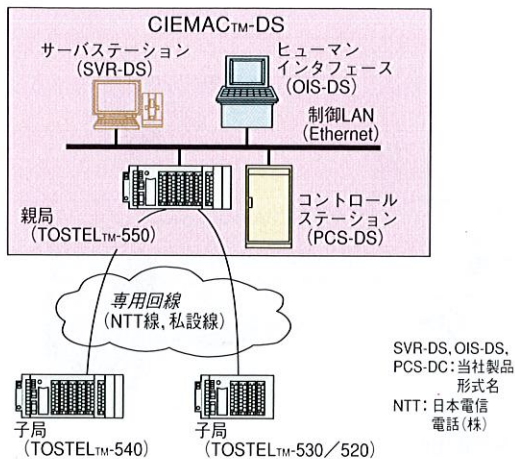 CIEMAC™-DS
サーバステーション
(SVR-DS)
ヒューマン
インタフェース
(OIS-DS)
制御LAN
(Ethernet)
親局
(TOSTEL™-550)
コントロール
ステーション
(PCS-DS)
専用回線
(NTT線,私設線)
子局
(TOSTEL™-540)
子局
(TOSTEL™-530/520)
SVR-DS,OIS-DS,
PCS-DC:当社製品
形式名
NTT:日本電信
電話(株)